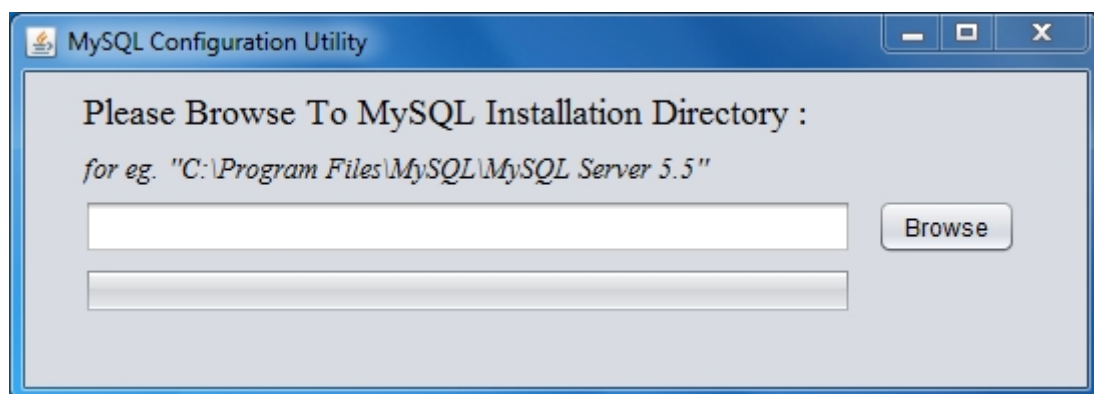 MySQL Configuration Utility
Please Browse To MySQL Installation Directory :
for eg. "C:\Program Files\MySQL\MySQL Server 5.5"
Browse